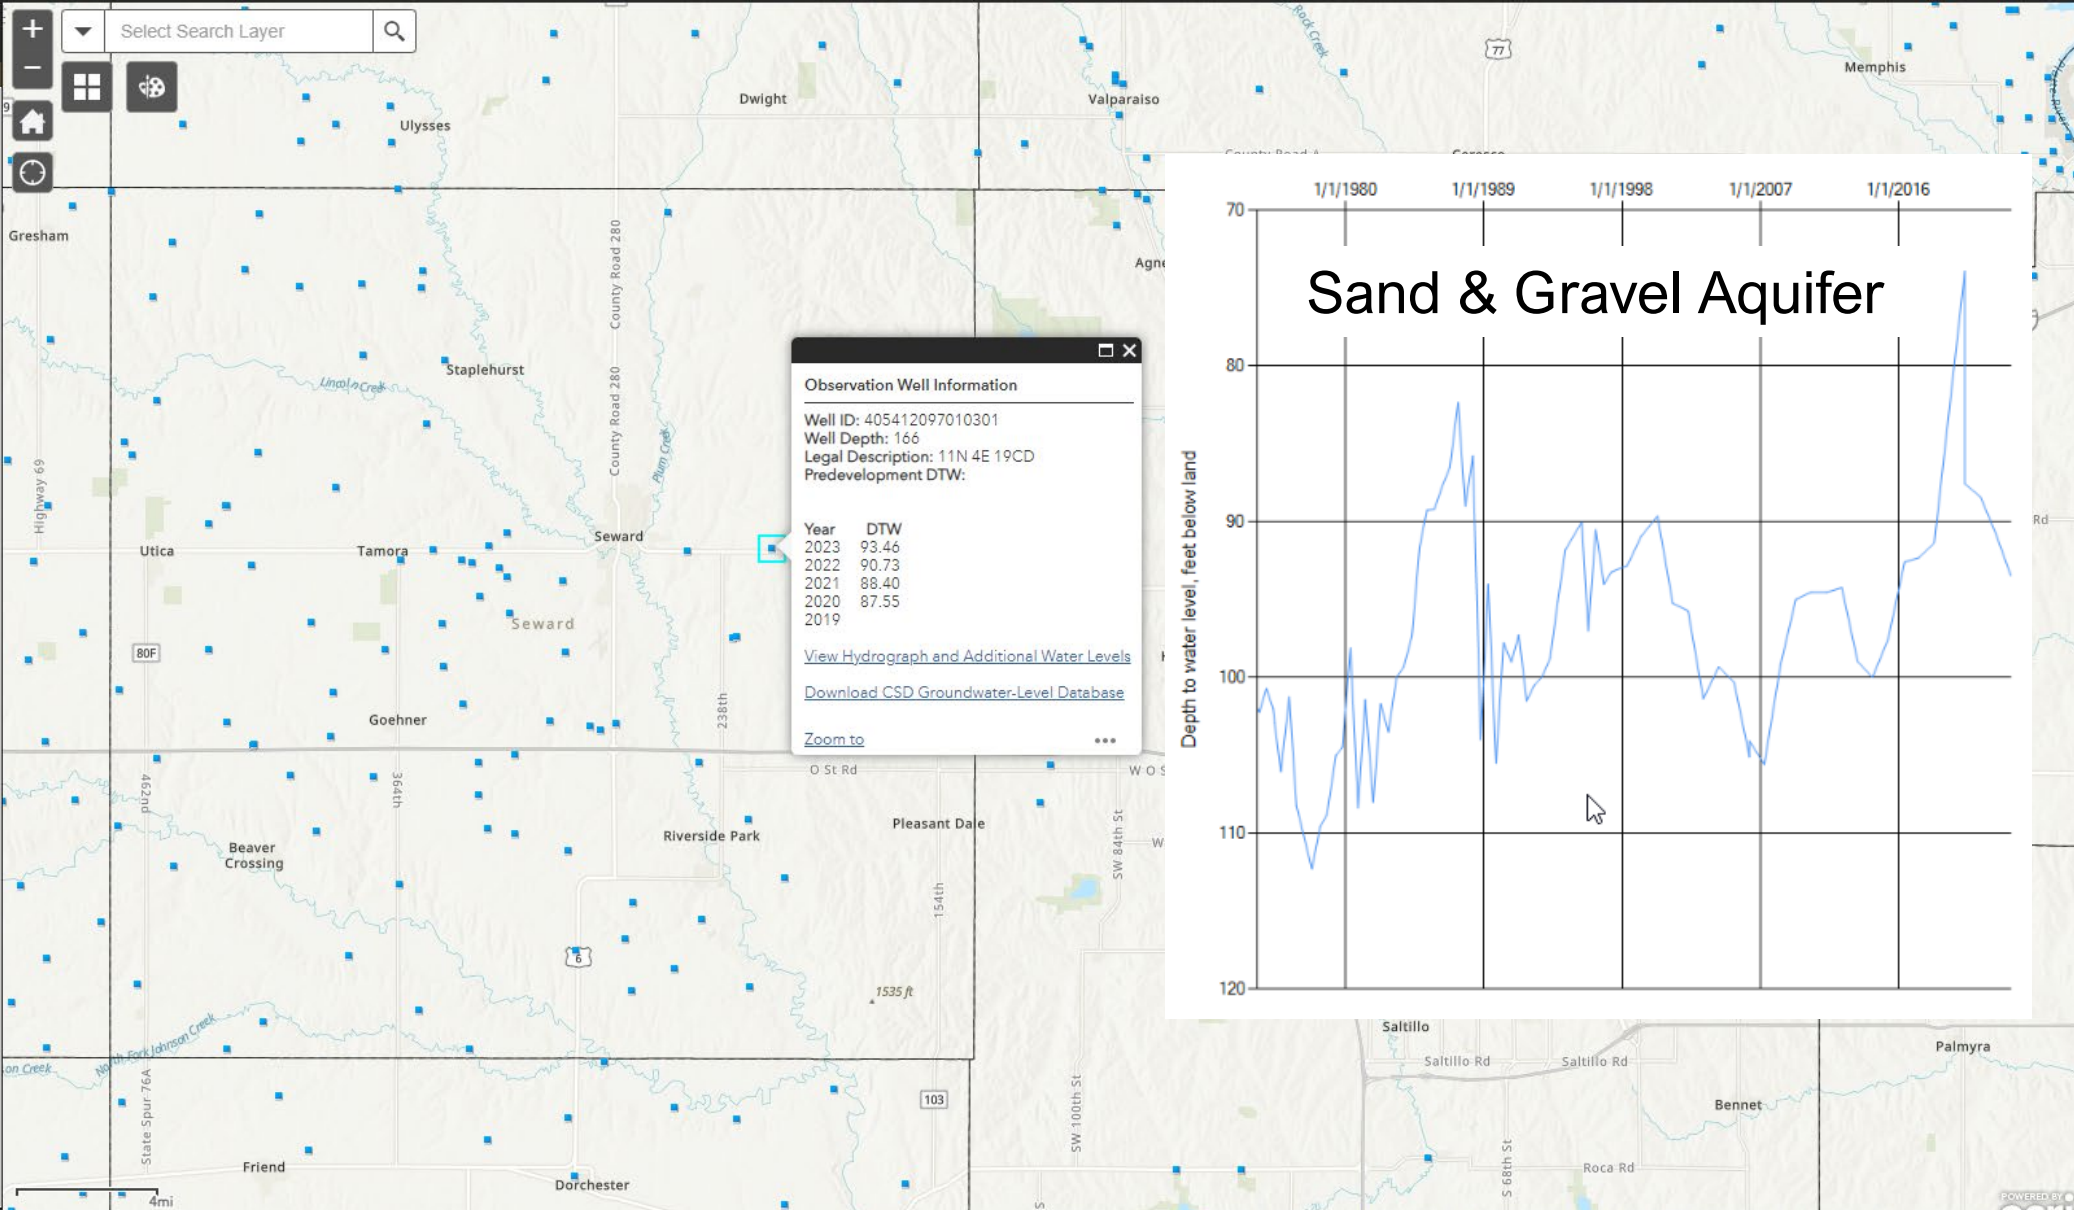 +
Select Search Layer
−
9
Rock Creek
77
Memphis
Dwight
Valparaiso
Ulysses
Gresham
County Road 280
Staplehurst
Lincoln Creek
County Road 280
Plum Creek
Highway 69
Utica
Tamora
Seward
Seward
80F
Goehner
238th
462nd
364th
O St Rd
Beaver
Crossing
Riverside Park
Pleasant Dale
154th
SW 84th St
6
1535 ft
North Fork Johnson Creek
on Creek
State Spur 76A
103
SW 100th St
Friend
Dorchester
4mi
Observation Well Information
Well ID: 405412097010301
Well Depth: 166
Legal Description: 11N 4E 19CD
Predevelopment DTW:
Year DTW
2023 93.46
2022 90.73
2021 88.40
2020 87.55
2019
View Hydrograph and Additional Water Levels
Download CSD Groundwater-Level Database
Zoom to
1/1/1980 1/1/1989 1/1/1998 1/1/2007 1/1/2016
Sand & Gravel Aquifer
Depth to water level, feet below land
70
80
90
100
110
120
Rd
Saltillo
Saltillo Rd
Saltillo Rd
Palmyra
Bennet
S 68th St
Roca Rd
POWERED BY